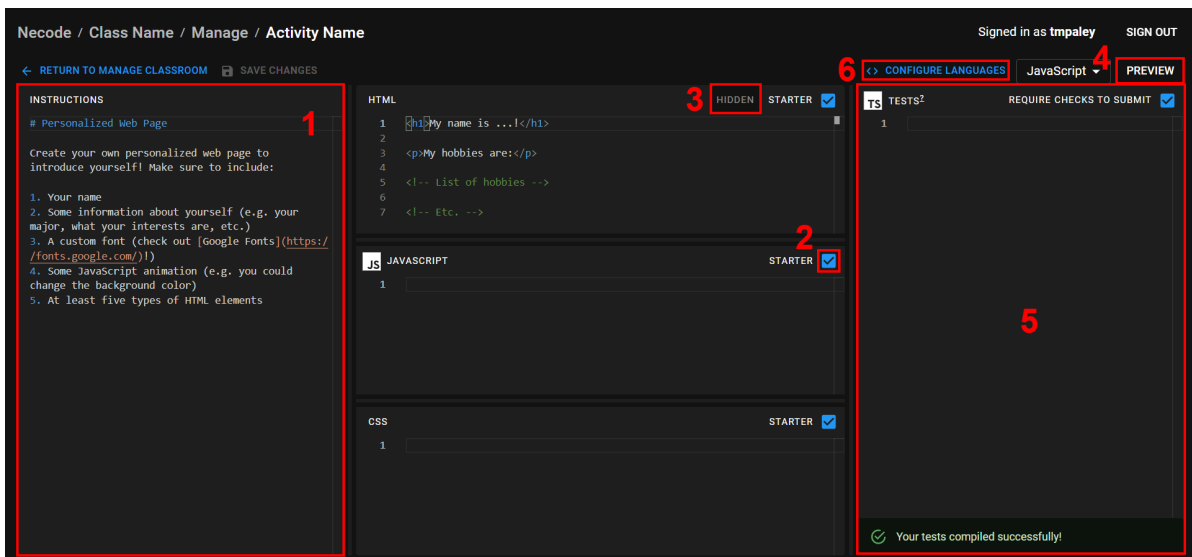 Necode / Class Name / Manage / Activity Name
Signed in as tmpaley SIGN OUT
← RETURN TO MANAGE CLASSROOM SAVE CHANGES
6 <> CONFIGURE LANGUAGES JavaScript 4 PREVIEW
INSTRUCTIONS
1
# Personalized Web Page
Create your own personalized web page to
introduce yourself! Make sure to include:
1. Your name
2. Some information about yourself (e.g. your
major, what your interests are, etc.)
3. A custom font (check out [Google Fonts](https:/
/fonts.google.com/)!)
4. Some JavaScript animation (e.g. you could
change the background color)
5. At least five types of HTML elements
HTML 3 HIDDEN STARTER
1 <h1>My name is ...!</h1>
2
3 <p>My hobbies are:</p>
4
5 <!-- List of hobbies -->
6
7 <!-- Etc. -->
2
JS JAVASCRIPT STARTER
1
CSS STARTER
1
TS TESTS? REQUIRE CHECKS TO SUBMIT
1
5
Your tests compiled successfully!